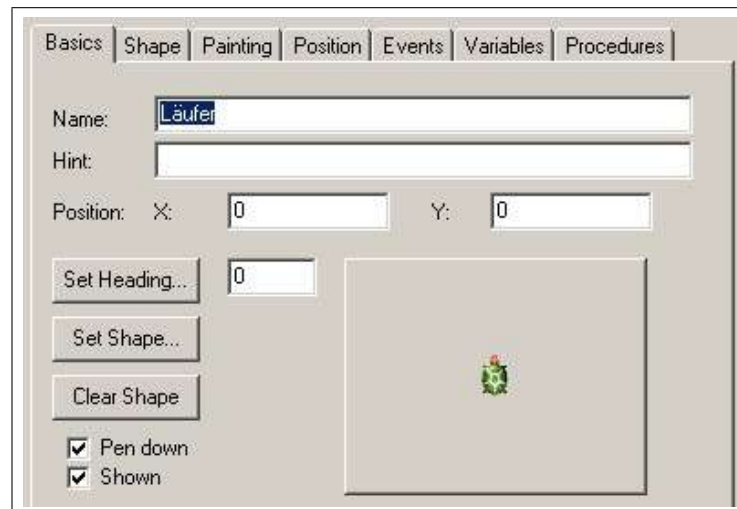 Basics Shape Painting Position Events Variables Procedures
Name: Läufer
Hint:
Position: X: 0 Y: 0
Set Heading... 0
Set Shape...
Clear Shape
Pen down
Shown